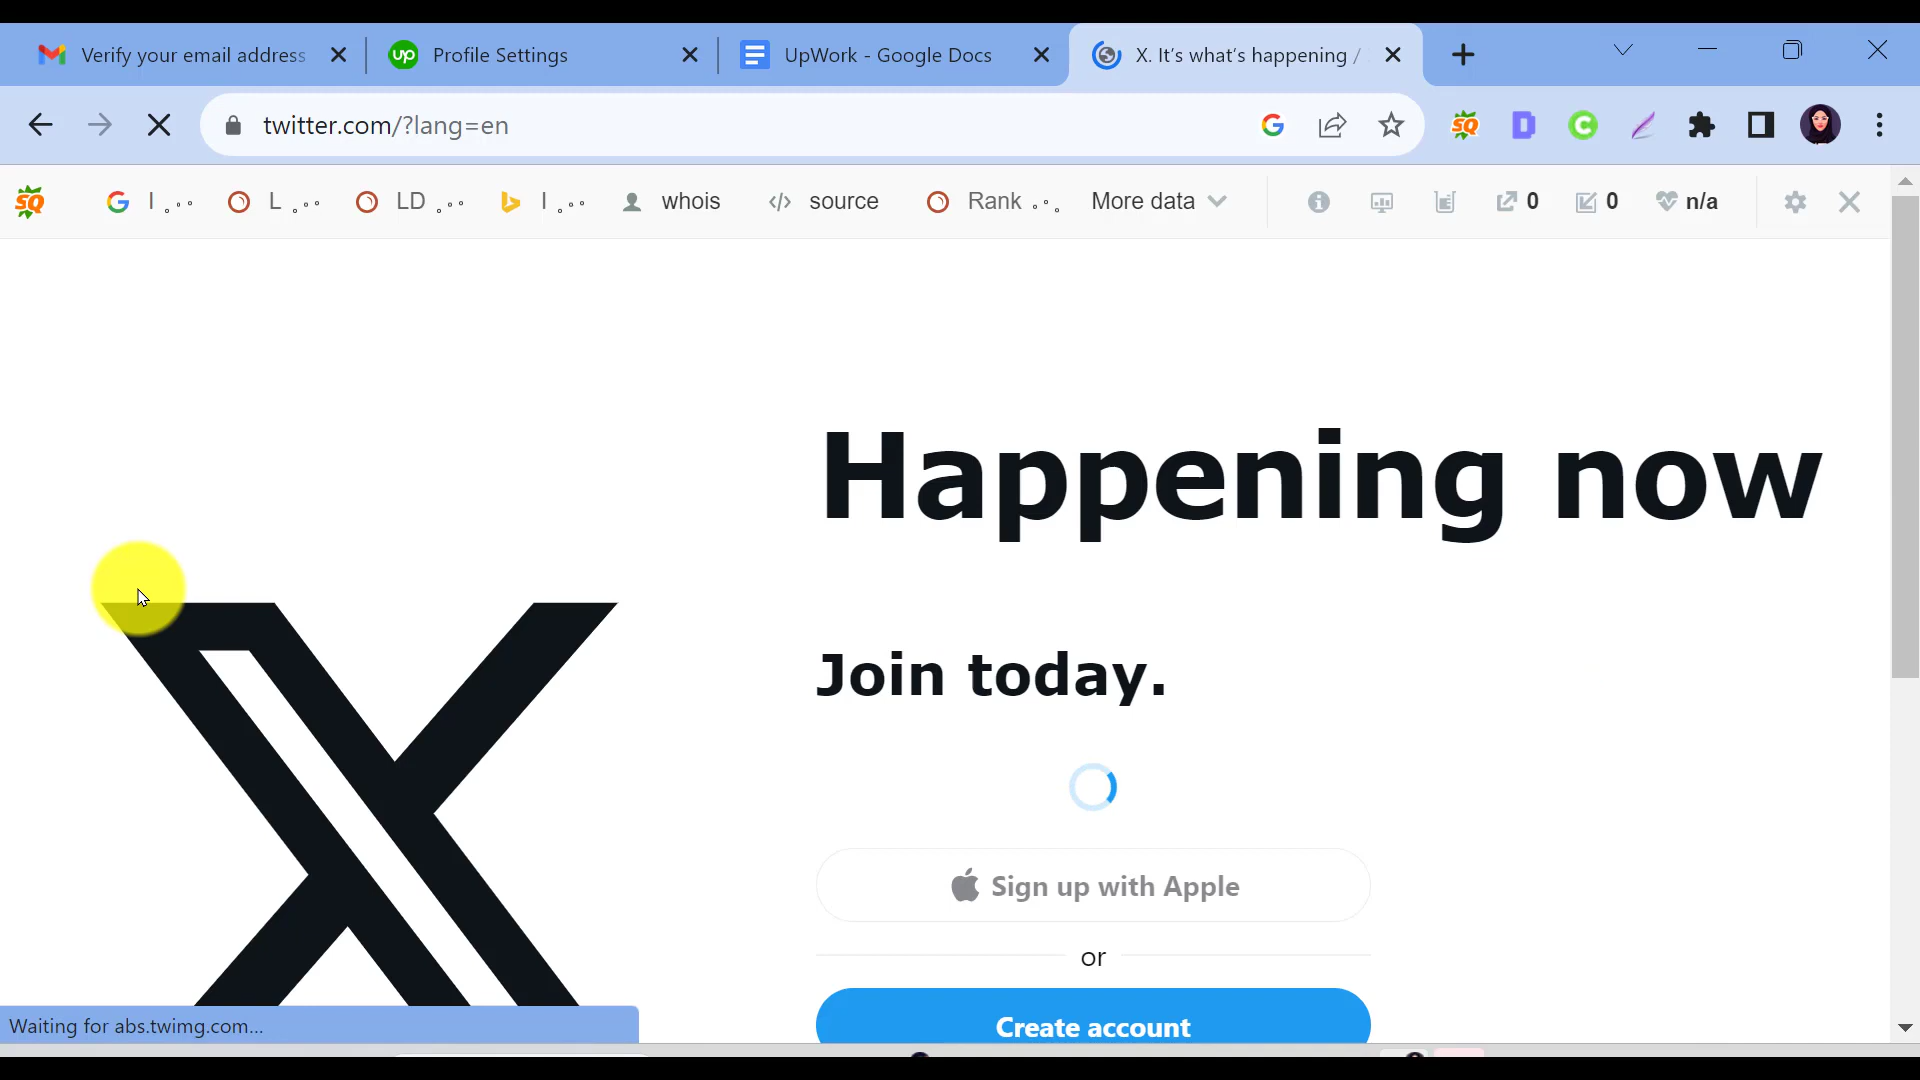 Verify your email address
Profile Settings
UpWork - Google Docs
X. It's what's happening /
twitter.com/?lang=en
SQ I L LD I whois </> source Rank More data 0 0 n/a
Happening now
Join today.
Sign up with Apple
or
Create account
Waiting for abs.twimg.com...